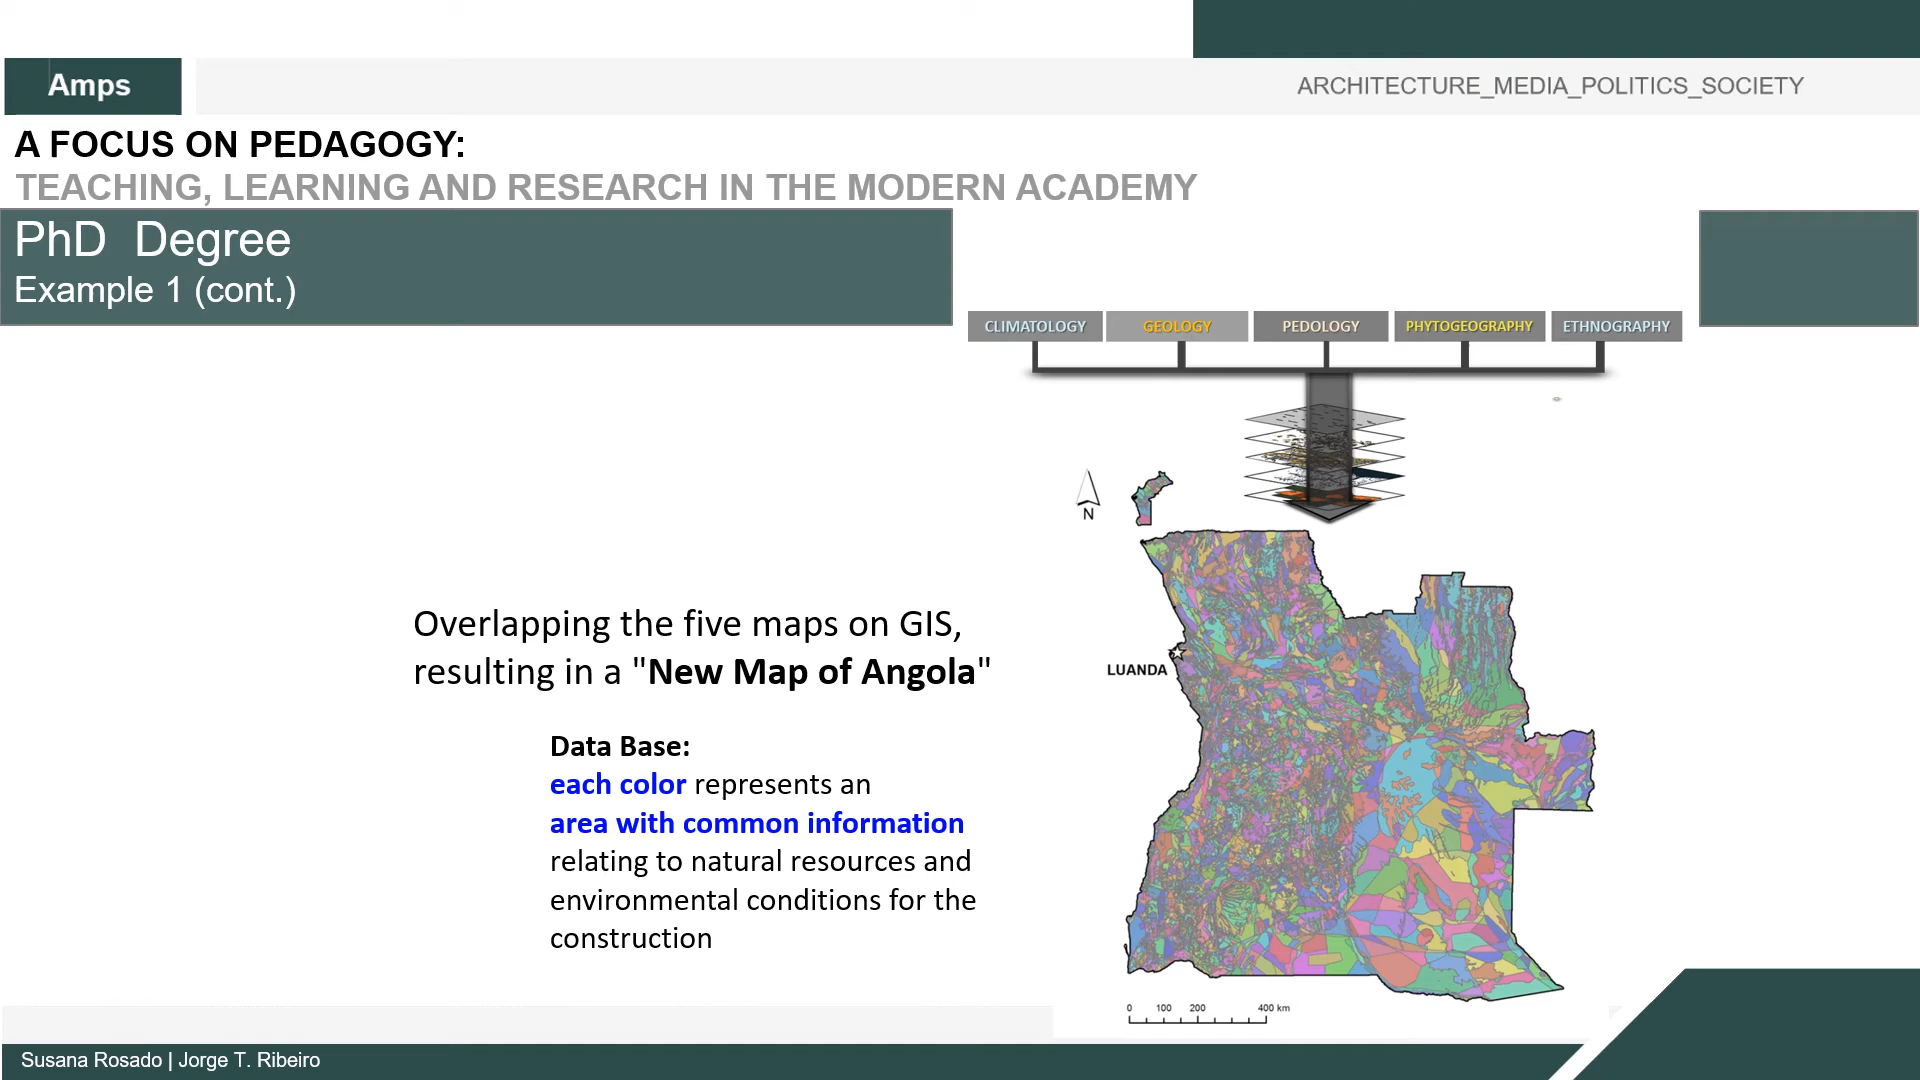 Amps
ARCHITECTURE_MEDIA_POLITICS_SOCIETY
A FOCUS ON PEDAGOGY:
TEACHING, LEARNING AND RESEARCH IN THE MODERN ACADEMY
PhD Degree
Example 1 (cont.)
CLIMATOLOGY GEOLOGY PEDOLOGY PHYTOGEOGRAPHY ETHNOGRAPHY
N
LUANDA
Overlapping the five maps on GIS,
resulting in a "New Map of Angola"
Data Base:
each color represents an
area with common information
relating to natural resources and
environmental conditions for the
construction
0 100 200 400 km
Susana Rosado | Jorge T. Ribeiro